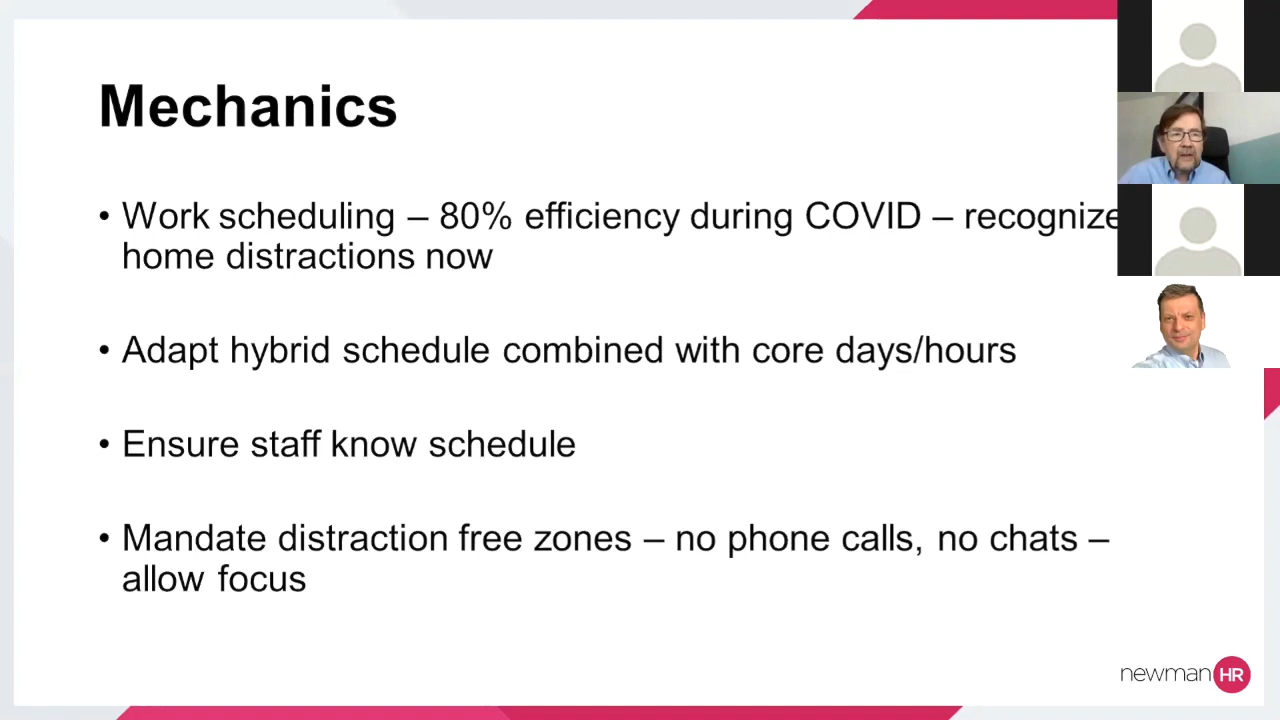 Mechanics
• Work scheduling – 80% efficiency during COVID – recognize
home distractions now
• Adapt hybrid schedule combined with core days/hours
• Ensure staff know schedule
• Mandate distraction free zones – no phone calls, no chats –
allow focus
newman HR